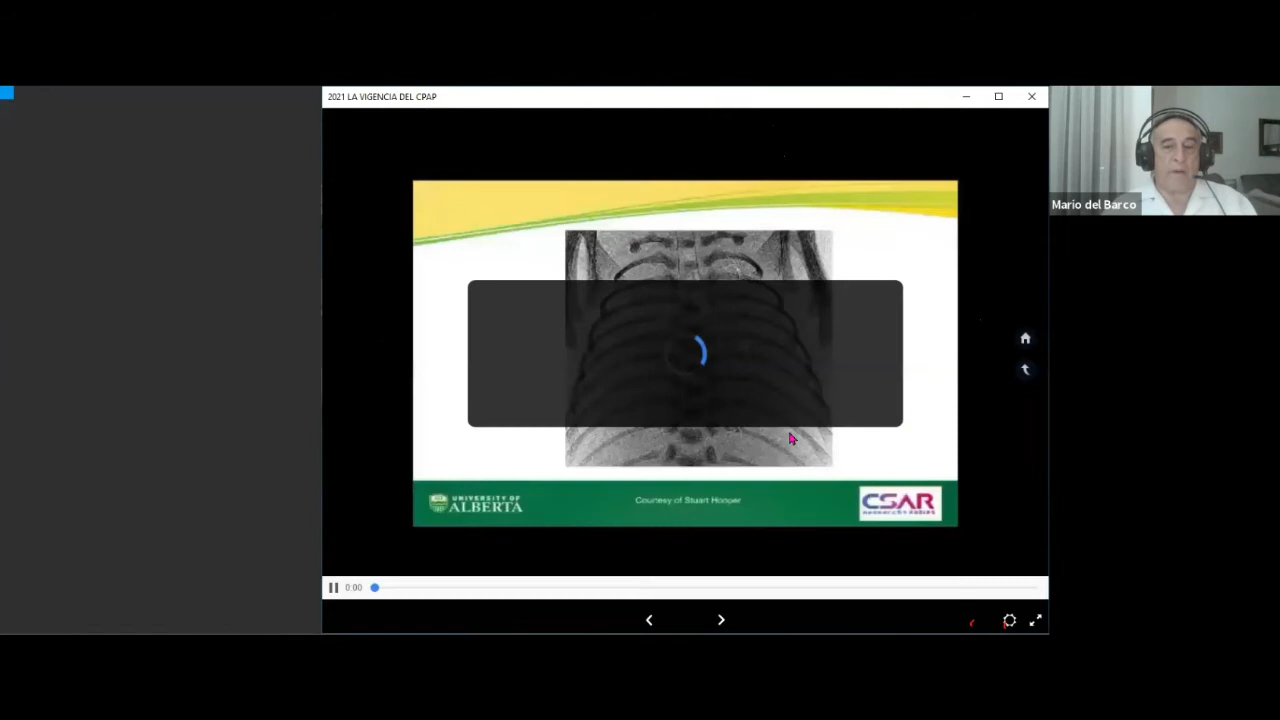 2021 LA VIGENCIA DEL CPAP
Mario del Barco
UNIVERSITY OF
ALBERTA
Courtesy of Stuart Hooper
CSAR
0:00